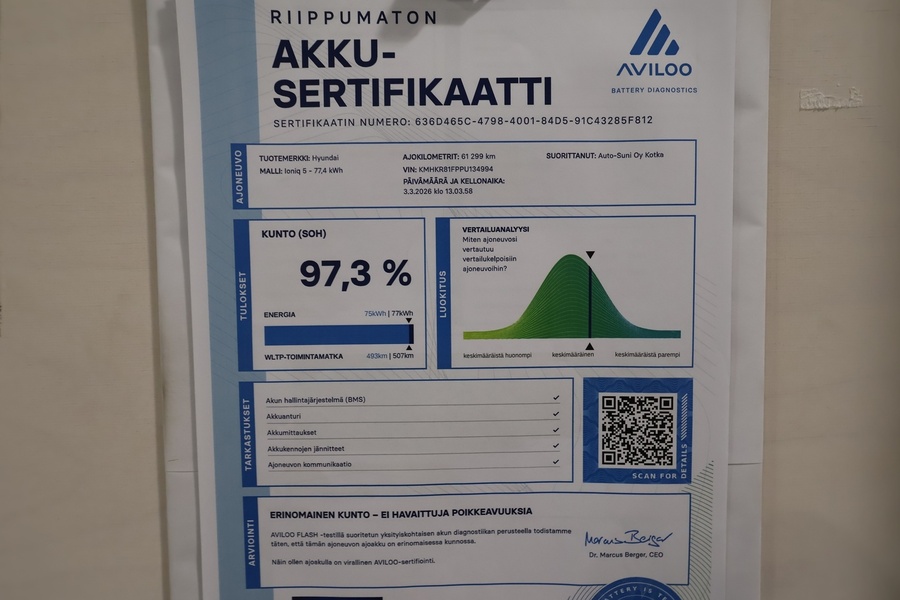 RIIPPUMATON
AKKU-
SERTIFIKAATTI
SERTIFIKAATIN NUMERO: 636D465C-4798-4001-84D5-91C43285F812
AVILOO
BATTERY DIAGNOSTICS
AJONEUVO
TUOTEMERKKI: Hyundai
MALLI: Ioniq 5 - 77,4 kWh
AJOKILOMETRIT: 61 299 km
VIN: KMHKR81FPPU134994
PÄIVÄMÄÄRÄ JA KELLONAIKA:
3.3.2026 klo 13.03.58
SUORITTANUT: Auto-Suni Oy Kotka
TULOKSET
KUNTO (SOH)
97,3 %
ENERGIA 75kWh | 77kWh
WLTP-TOIMINTAMATKA 493km | 507km
LUOKITUS
VERTAILUANALYYSI
Miten ajoneuvosi
vertautuu
vertailukelpoisiin
ajoneuvoihin?
keskimääräistä huonompi keskimääräinen keskimääräistä parempi
TARKASTUKSET
Akun hallintajärjestelmä (BMS) ✓
Akkuanturi ✓
Akkumittaukset ✓
Akkukennojen jännitteet ✓
Ajoneuvon kommunikaatio ✓
SCAN FOR DETAILS
ARVIOINTI
ERINOMAINEN KUNTO – EI HAVAITTUJA POIKKEAVUUKSIA
AVILOO FLASH -testillä suoritetun yksityiskohtaisen akun diagnostiikan perusteella todistamme
täten, että tämän ajoneuvon ajoakku on erinomaisessa kunnossa.
Näin ollen ajoskulla on virallinen AVILOO-sertifiointi.
Marcus Berger
Dr. Marcus Berger, CEO